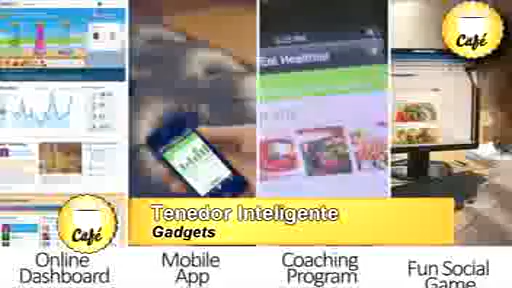 Café
Eat Healthier
Café
Tenedor Inteligente
Gadgets
Online
Dashboard
Mobile
App
Coaching
Program
Fun Social
Game